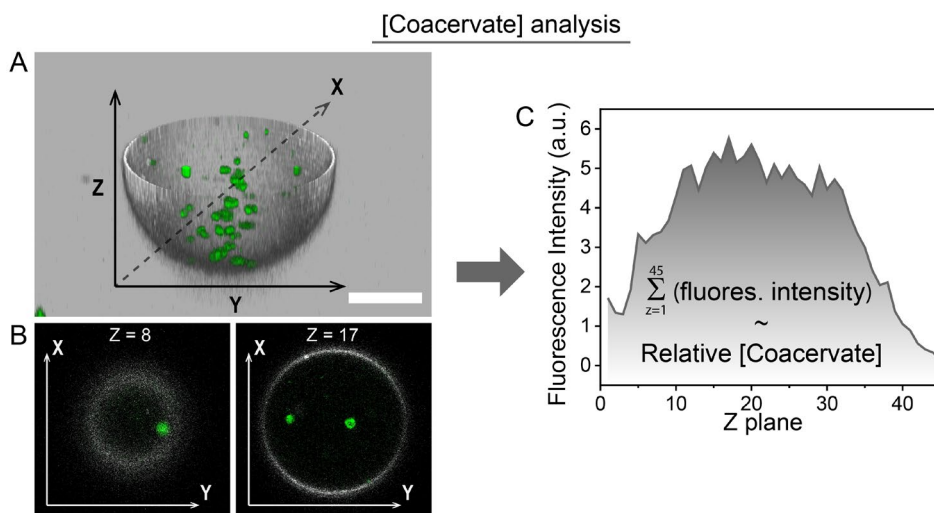 [Coacervate] analysis
A
X
Z
Y
B
Z = 8
X
Y
Z = 17
X
Y
C
Fluorescence Intensity (a.u.)
6
5
4
3
2
1
0
45
Σ (fluores. intensity)
z=1
~
Relative [Coacervate]
0 10 20 30 40
Z plane